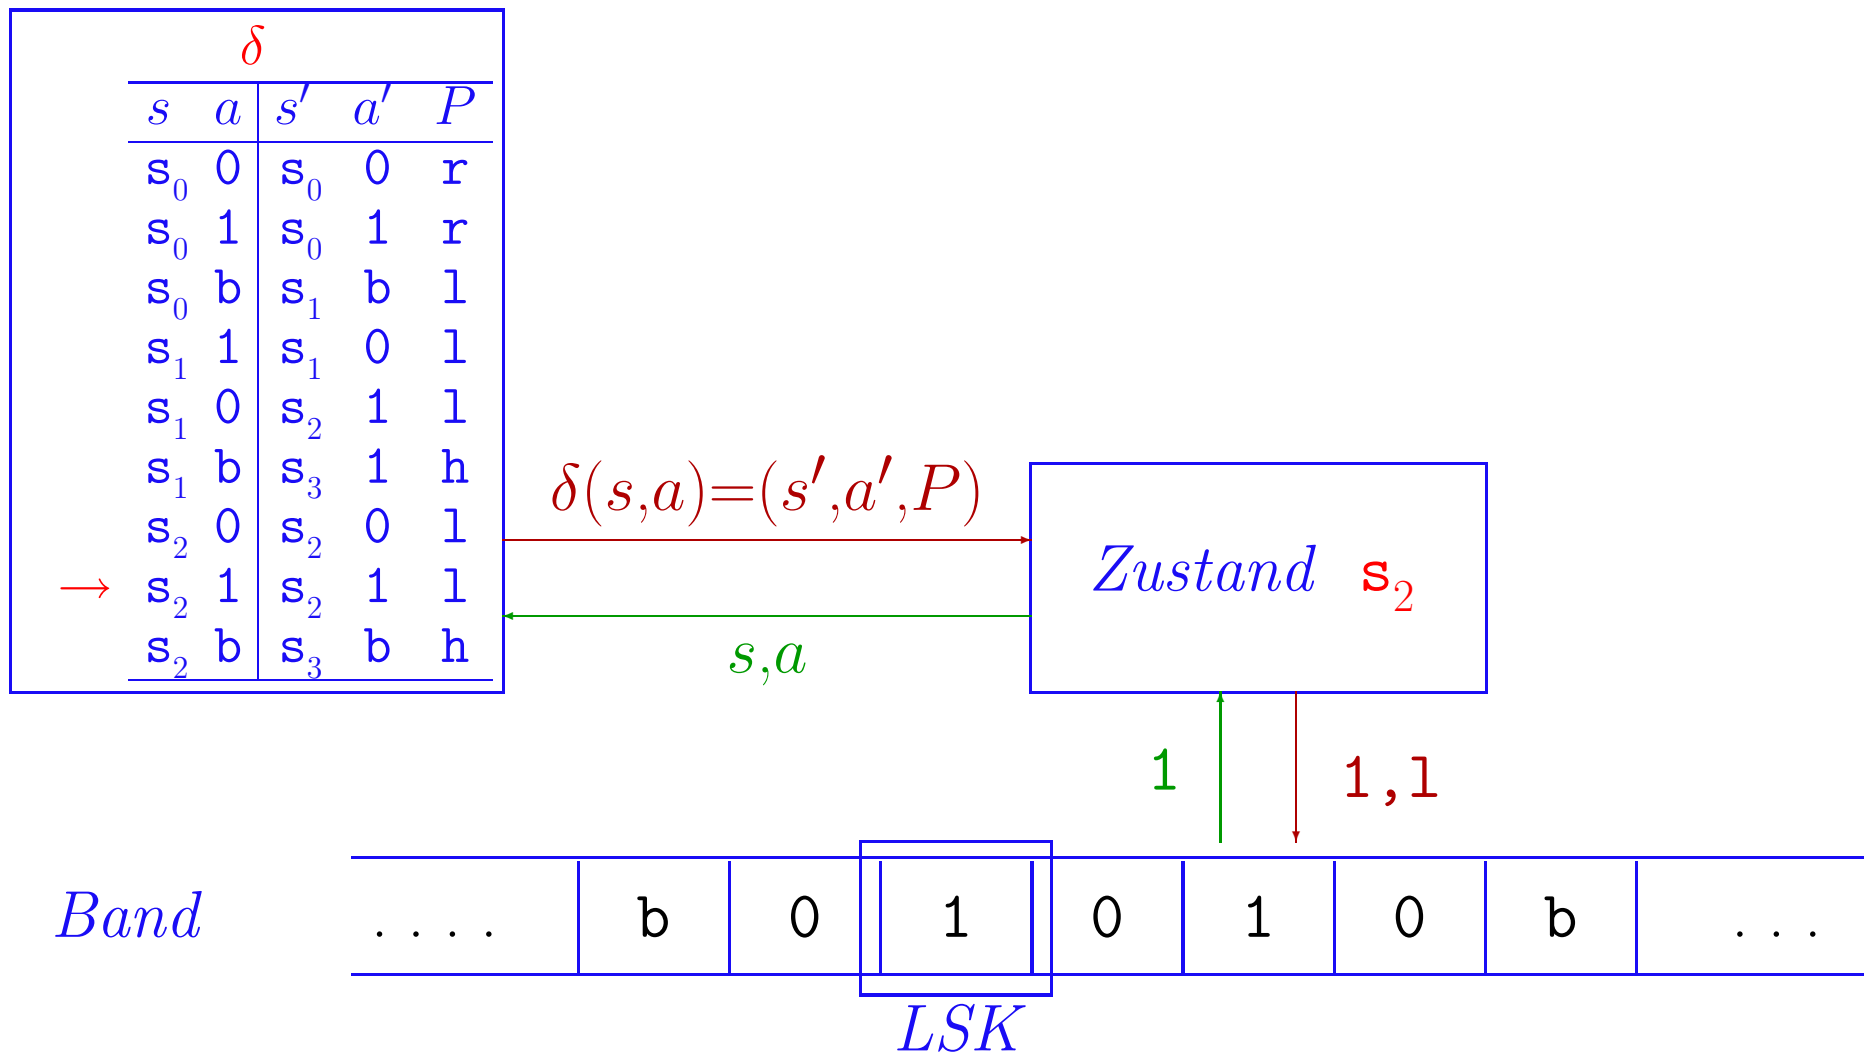 δ
s a s′ a′ P
s₀ 0 s₀ 0 r
s₀ 1 s₀ 1 r
s₀ b s₁ b l
s₁ 1 s₁ 0 l
s₁ 0 s₂ 1 l
s₁ b s₃ 1 h
s₂ 0 s₂ 0 l
→ s₂ 1 s₂ 1 l
s₂ b s₃ b h
δ(s,a)=(s′,a′,P)
s,a
Zustand s₂
1
1,l
Band . . . . b 0 1 0 1 0 b . . .
LSK